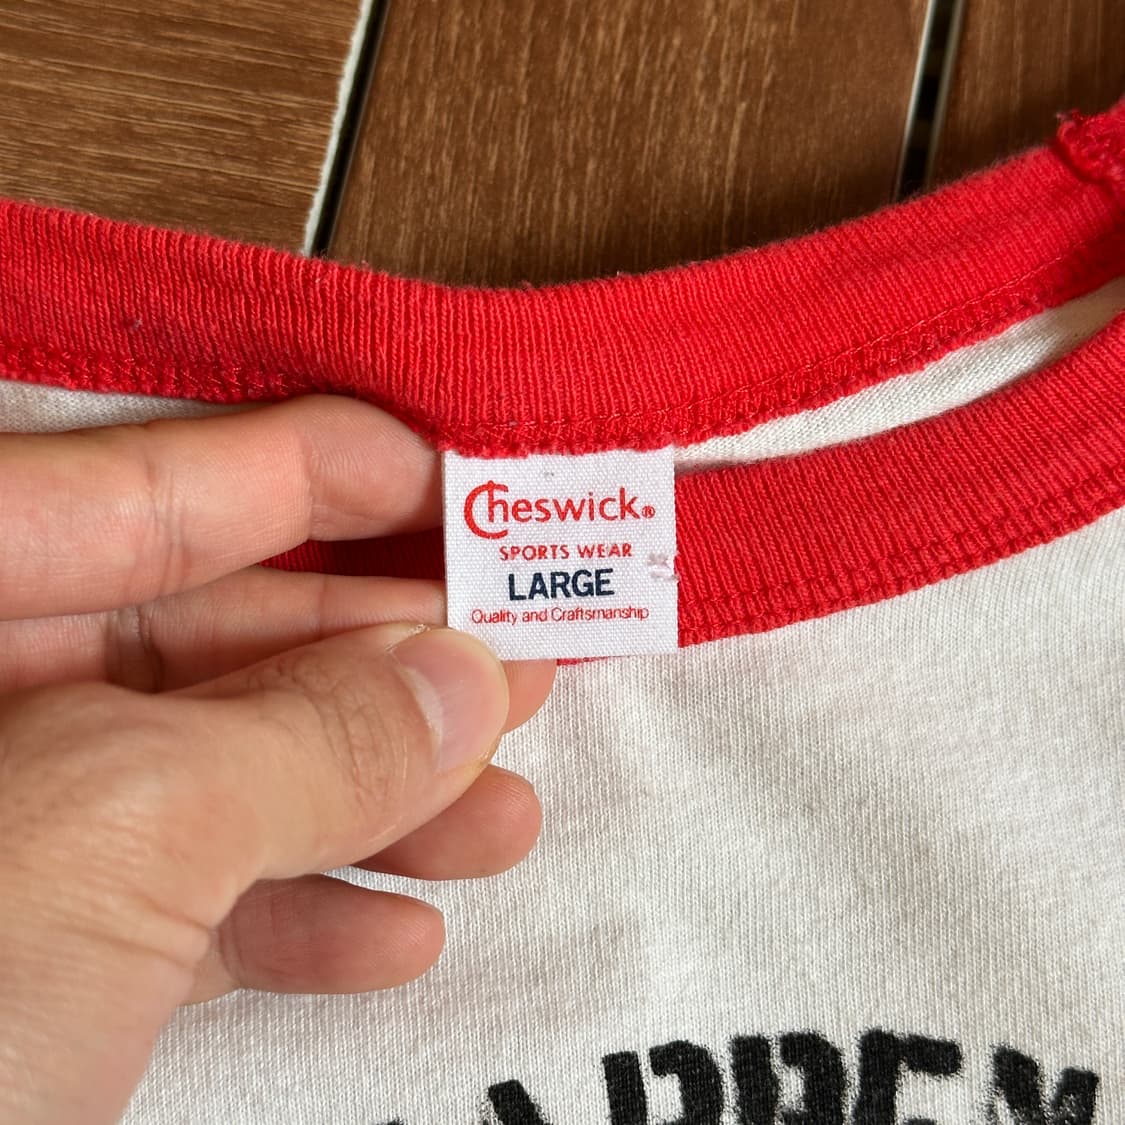 Cheswick®
SPORTS WEAR
LARGE
Quality and Craftsmanship